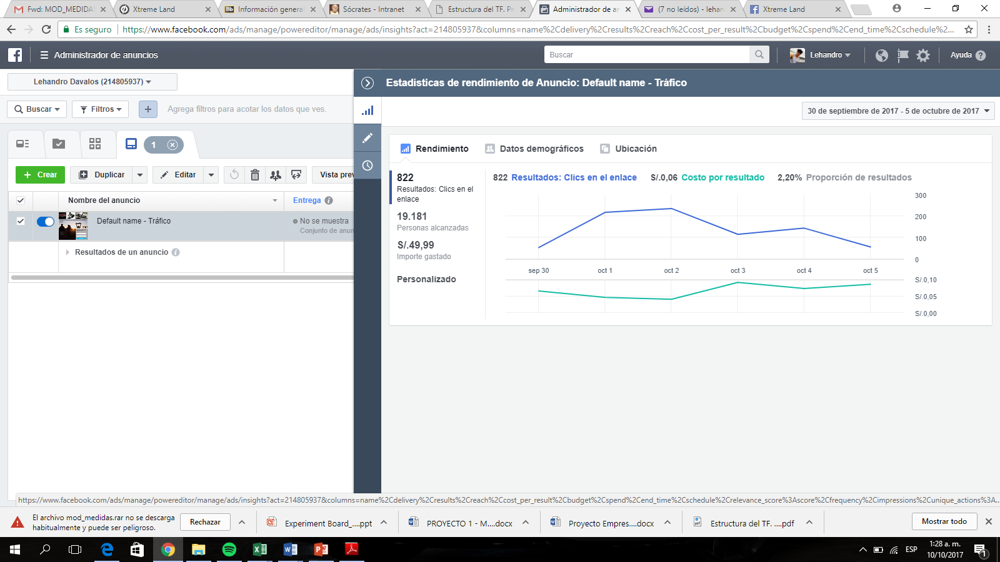 Fwd: MOD_MEDIDAS
Xtreme Land
Información general
Sócrates - Intranet
Estructura del TF. Pr
Administrador de an
(7 no leídos) - lehan
Xtreme Land
Es seguro
https://www.facebook.com/ads/manage/powereditor/manage/ads/insights?act=214805937&columns=name%2Cdelivery%2Cresults%2Creach%2Ccost_per_result%2Cbudget%2Cspend%2Cend_time%2Cschedule%2...
Administrador de anuncios
Buscar
Lehandro
Ayuda
Lehandro Davalos (214805937)
Estadísticas de rendimiento de Anuncio: Default name - Tráfico
Buscar
Filtros
+
Agrega filtros para acotar los datos que ves.
30 de septiembre de 2017 - 5 de octubre de 2017
1
Rendimiento
Datos demográficos
Ubicación
+ Crear
Duplicar
Editar
Vista prev
Nombre del anuncio
Entrega
Default name - Tráfico
No se muestra
Conjunto de anun
Resultados de un anuncio
822
Resultados: Clics en el
enlace
19.181
Personas alcanzadas
S/.49,99
Importe gastado
Personalizado
822 Resultados: Clics en el enlace
S/.0,06 Costo por resultado
2,20% Proporción de resultados
300
200
100
0
sep 30
oct 1
oct 2
oct 3
oct 4
oct 5
S/.0,10
S/.0,05
S/.0,00
https://www.facebook.com/ads/manage/powereditor/manage/ads/insights?act=214805937&columns=name%2Cdelivery%2Cresults%2Creach%2Ccost_per_result%2Cbudget%2Cspend%2Cend_time%2Cschedule%2Crelevance_score%3Ascore%2Cfrequency%2Cimpressions%2Cunique_actions%3A...
El archivo mod_medidas.rar no se descarga
habitualmente y puede ser peligroso.
Rechazar
Experiment Board_....ppt
PROYECTO 1 - M....docx
Proyecto Empres....docx
Estructura del TF. ....pdf
Mostrar todo
ESP
1:28 a. m.
10/10/2017
1